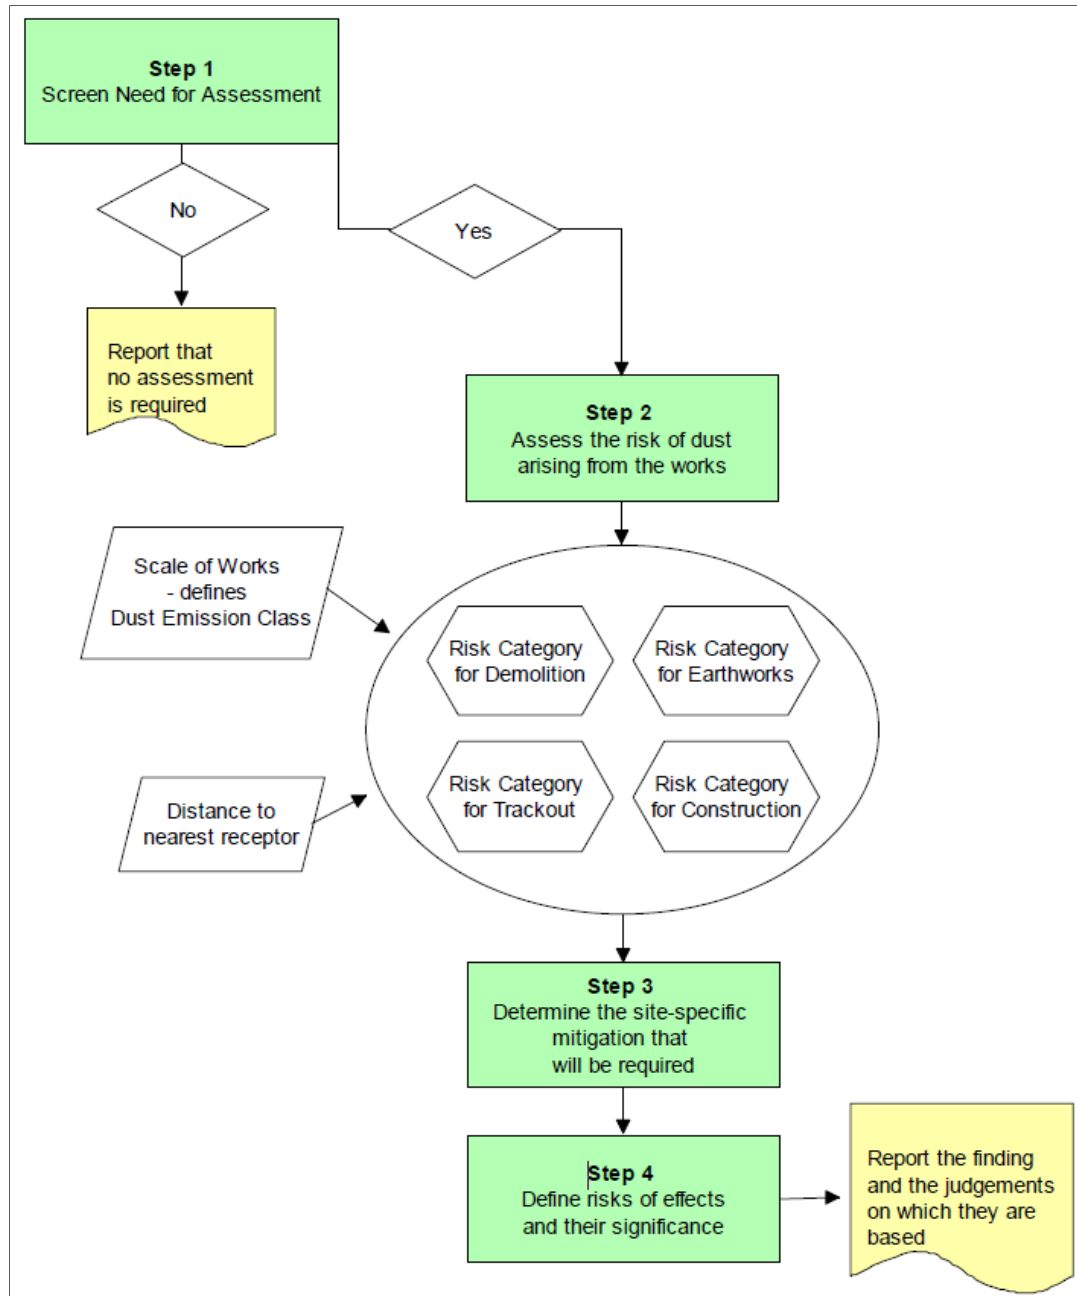 Step 1
Screen Need for Assessment
No
Yes
Report that
no assessment
is required
Step 2
Assess the risk of dust
arising from the works
Scale of Works
- defines
Dust Emission Class
Risk Category
for Demolition
Risk Category
for Earthworks
Distance to
nearest receptor
Risk Category
for Trackout
Risk Category
for Construction
Step 3
Determine the site-specific
mitigation that
will be required
Step 4
Define risks of effects
and their significance
Report the finding
and the judgements
on which they are
based